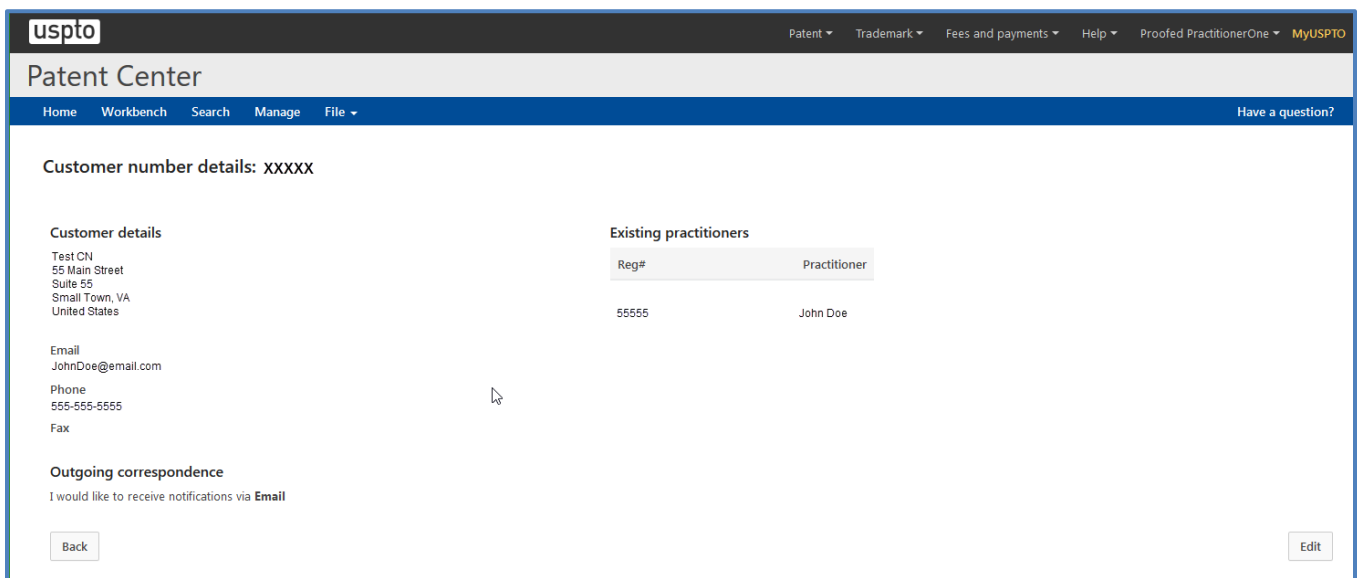 uspto
Patent Trademark Fees and payments Help Proofed PractitionerOne MyUSPTO
Patent Center
Home Workbench Search Manage File Have a question?
Customer number details: XXXXX
Customer details
Test CN
55 Main Street
Suite 55
Small Town, VA
United States
Email
JohnDoe@email.com
Phone
555-555-5555
Fax
Outgoing correspondence
I would like to receive notifications via Email
Existing practitioners
Reg# Practitioner
55555 John Doe
Back Edit